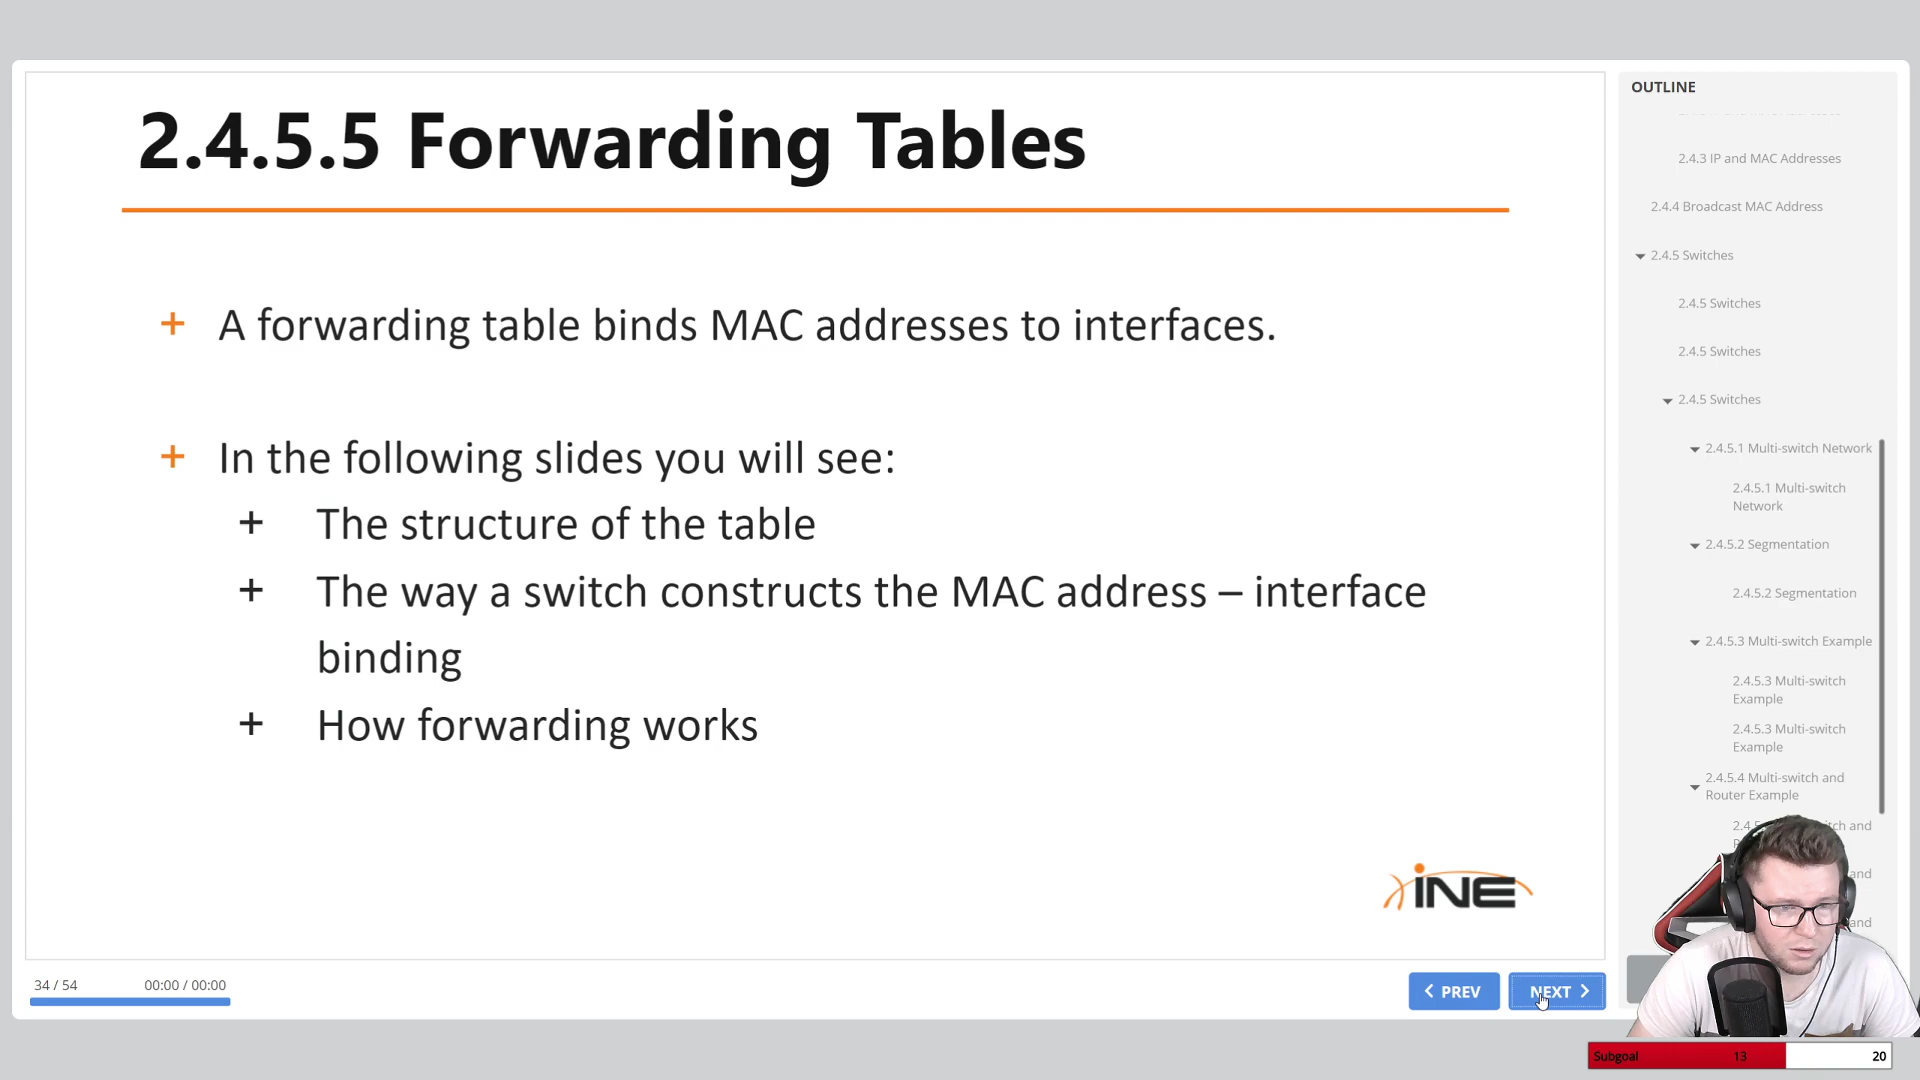 2.4.5.5 Forwarding Tables
+ A forwarding table binds MAC addresses to interfaces.
+ In the following slides you will see:
+ The structure of the table
+ The way a switch constructs the MAC address – interface
binding
+ How forwarding works
INE
34 / 54
00:00 / 00:00
PREV
NEXT
OUTLINE
2.4.3 IP and MAC Addresses
2.4.4 Broadcast MAC Address
2.4.5 Switches
2.4.5 Switches
2.4.5 Switches
2.4.5 Switches
2.4.5.1 Multi-switch Network
2.4.5.1 Multi-switch
Network
2.4.5.2 Segmentation
2.4.5.2 Segmentation
2.4.5.3 Multi-switch Example
2.4.5.3 Multi-switch
Example
2.4.5.3 Multi-switch
Example
2.4.5.4 Multi-switch and
Router Example
and
and
and
Subgoal 13 20